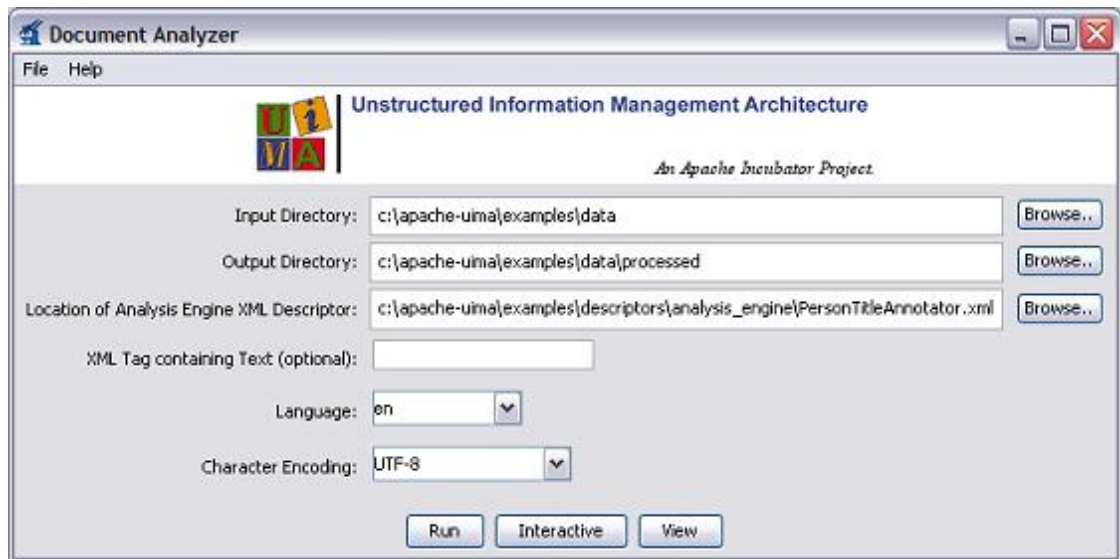 Document Analyzer
File Help
UiMA
Unstructured Information Management Architecture
An Apache Incubator Project.
Input Directory: c:\apache-uima\examples\data Browse..
Output Directory: c:\apache-uima\examples\data\processed Browse..
Location of Analysis Engine XML Descriptor: c:\apache-uima\examples\descriptors\analysis_engine\PersonTitleAnnotator.xml Browse..
XML Tag containing Text (optional):
Language: en
Character Encoding: UTF-8
Run Interactive View